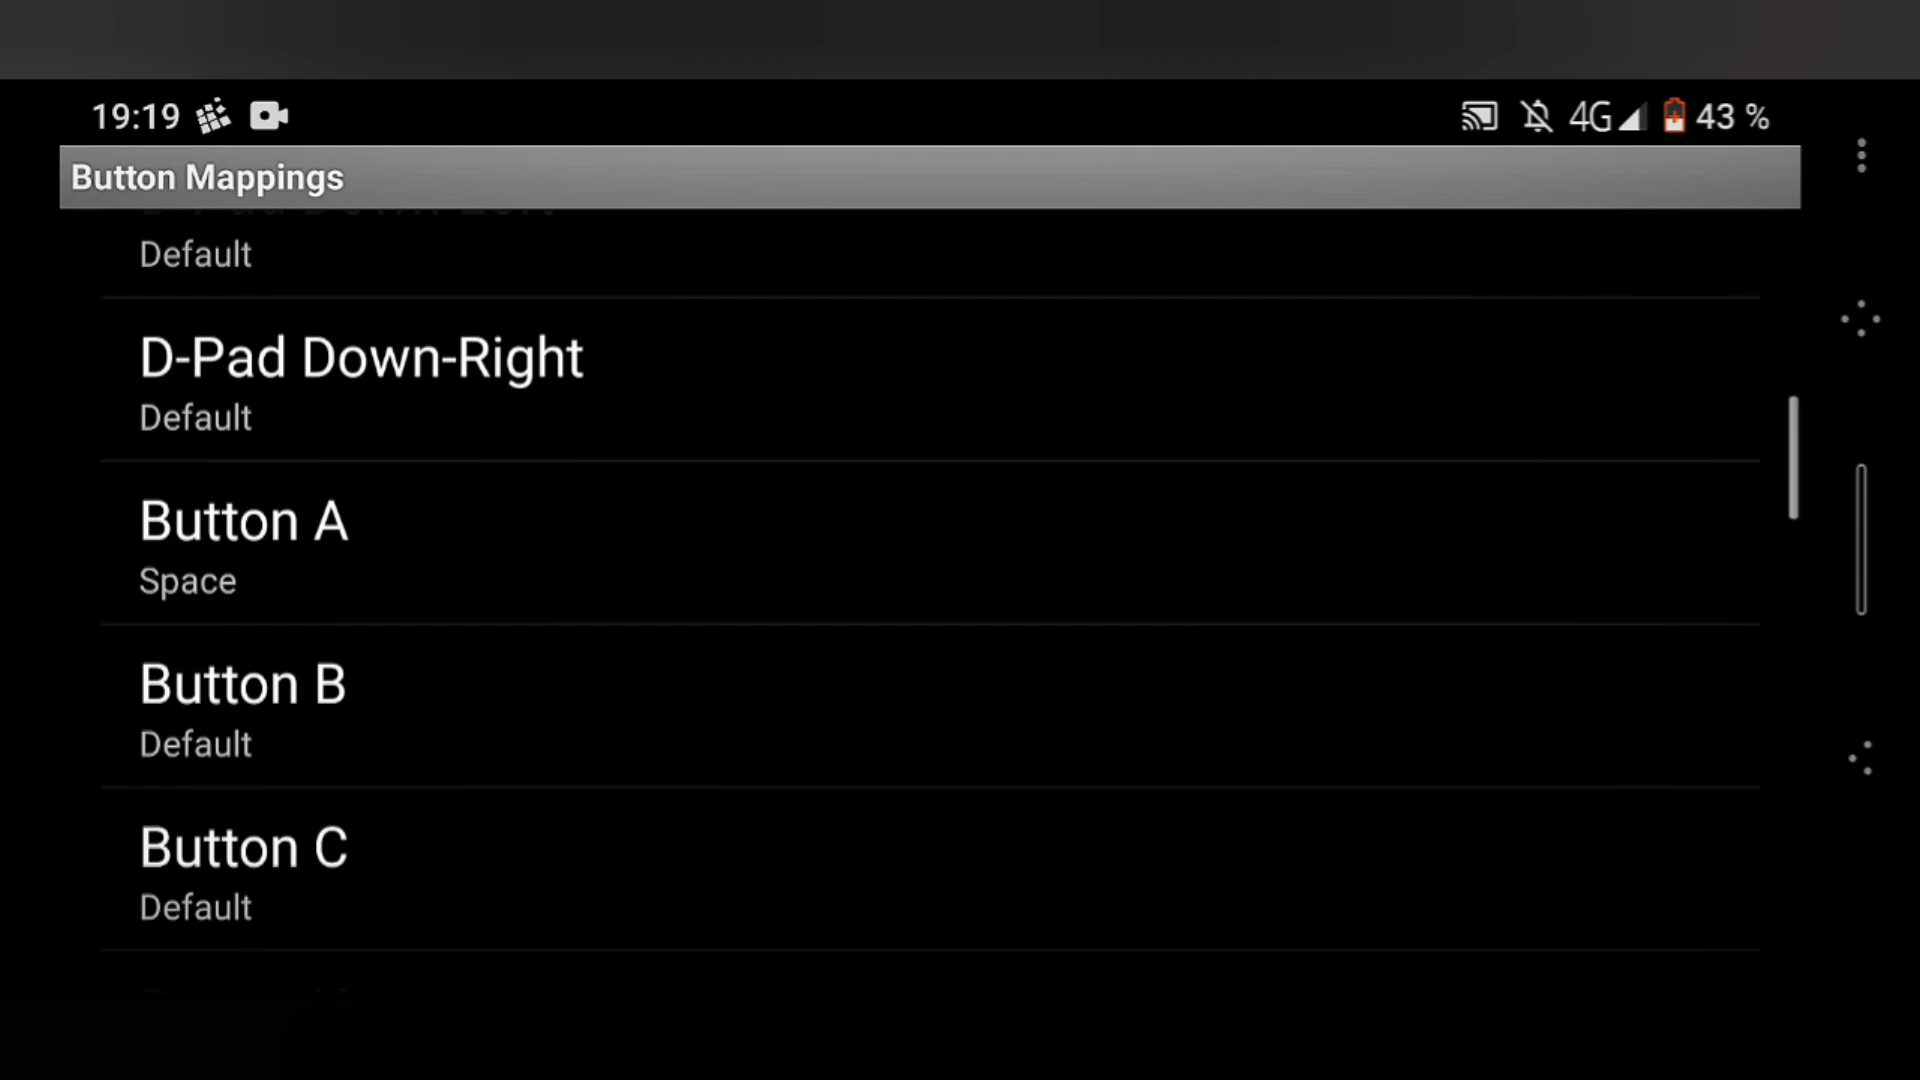 19:19
4G 43 %
Button Mappings
Default
D-Pad Down-Right
Default
Button A
Space
Button B
Default
Button C
Default